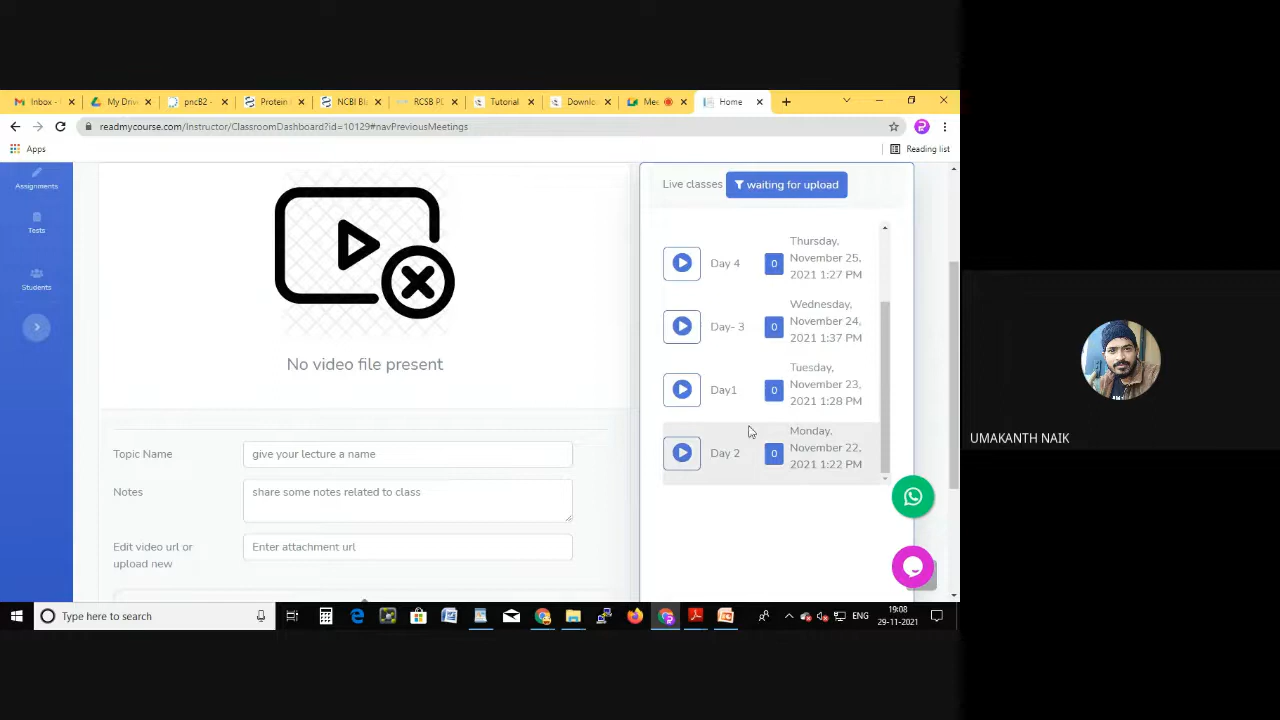 Inbox -
My Driv
pncB2 -
Protein
NCBI Bl
RCSB PD
Tutorial
Downlo
Mee
Home
readmycourse.com/Instructor/ClassroomDashboard?id=10129#navPreviousMeetings
Apps
Reading list
Assignments
Tests
Students
No video file present
Topic Name
give your lecture a name
Notes
share some notes related to class
Edit video url or
upload new
Enter attachment url
Live classes
waiting for upload
Day 4
0
Thursday,
November 25,
2021 1:27 PM
Day- 3
0
Wednesday,
November 24,
2021 1:37 PM
Day1
0
Tuesday,
November 23,
2021 1:28 PM
Day 2
0
Monday,
November 22,
2021 1:22 PM
UMAKANTH NAIK
Type here to search
ENG
19:08
29-11-2021